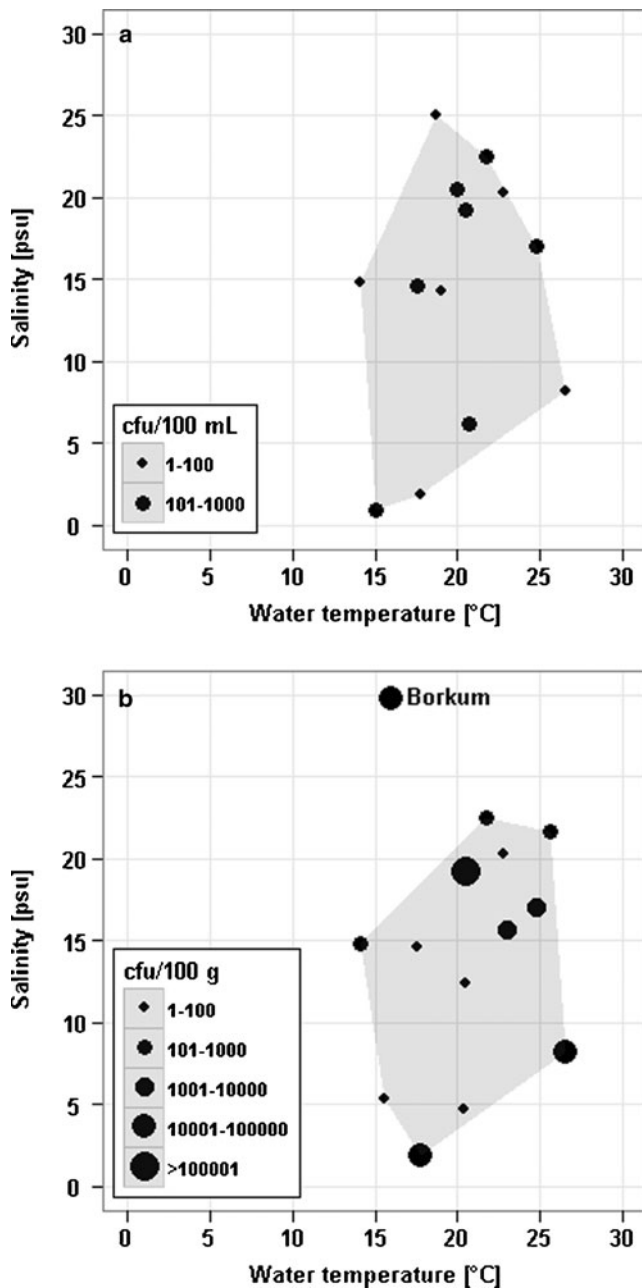 a
30
25
20
15
10
5
0
Salinity [psu]
cfu/100 mL
1-100
101-1000
0 5 10 15 20 25 30
Water temperature [°C]
b
Borkum
30
25
20
15
10
5
0
Salinity [psu]
cfu/100 g
1-100
101-1000
1001-10000
10001-100000
>100001
0 5 10 15 20 25 30
Water temperature [°C]